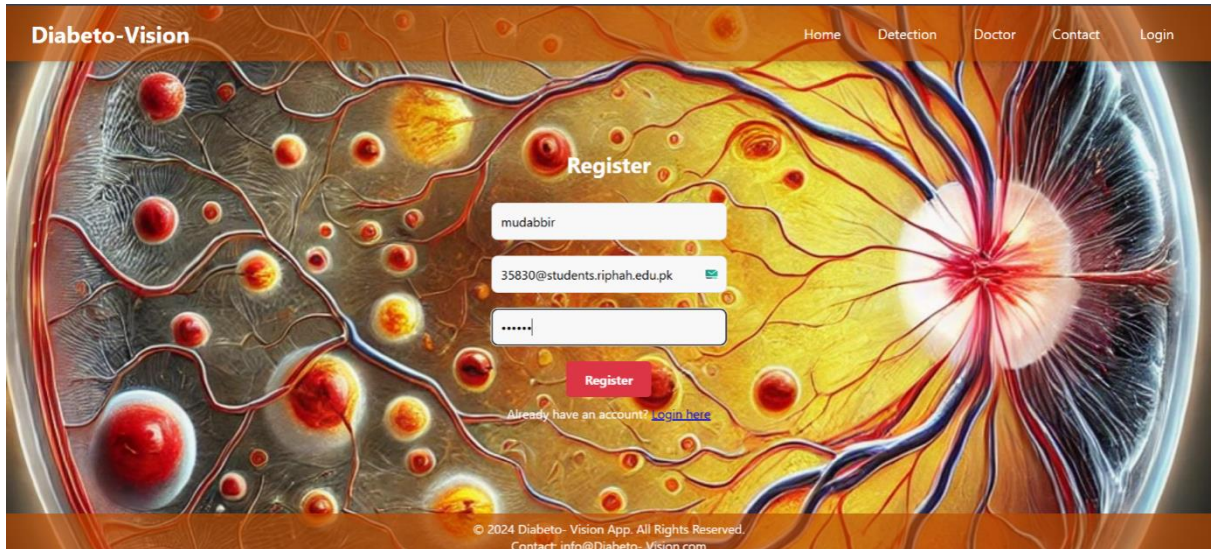 Diabeto-Vision Home Detection Doctor Contact Login
Register
mudabbir
35830@students.riphah.edu.pk
••••••
Register
Already have an account? Login here
© 2024 Diabeto- Vision App. All Rights Reserved.
Contact: info@Diabeto- Vision.com